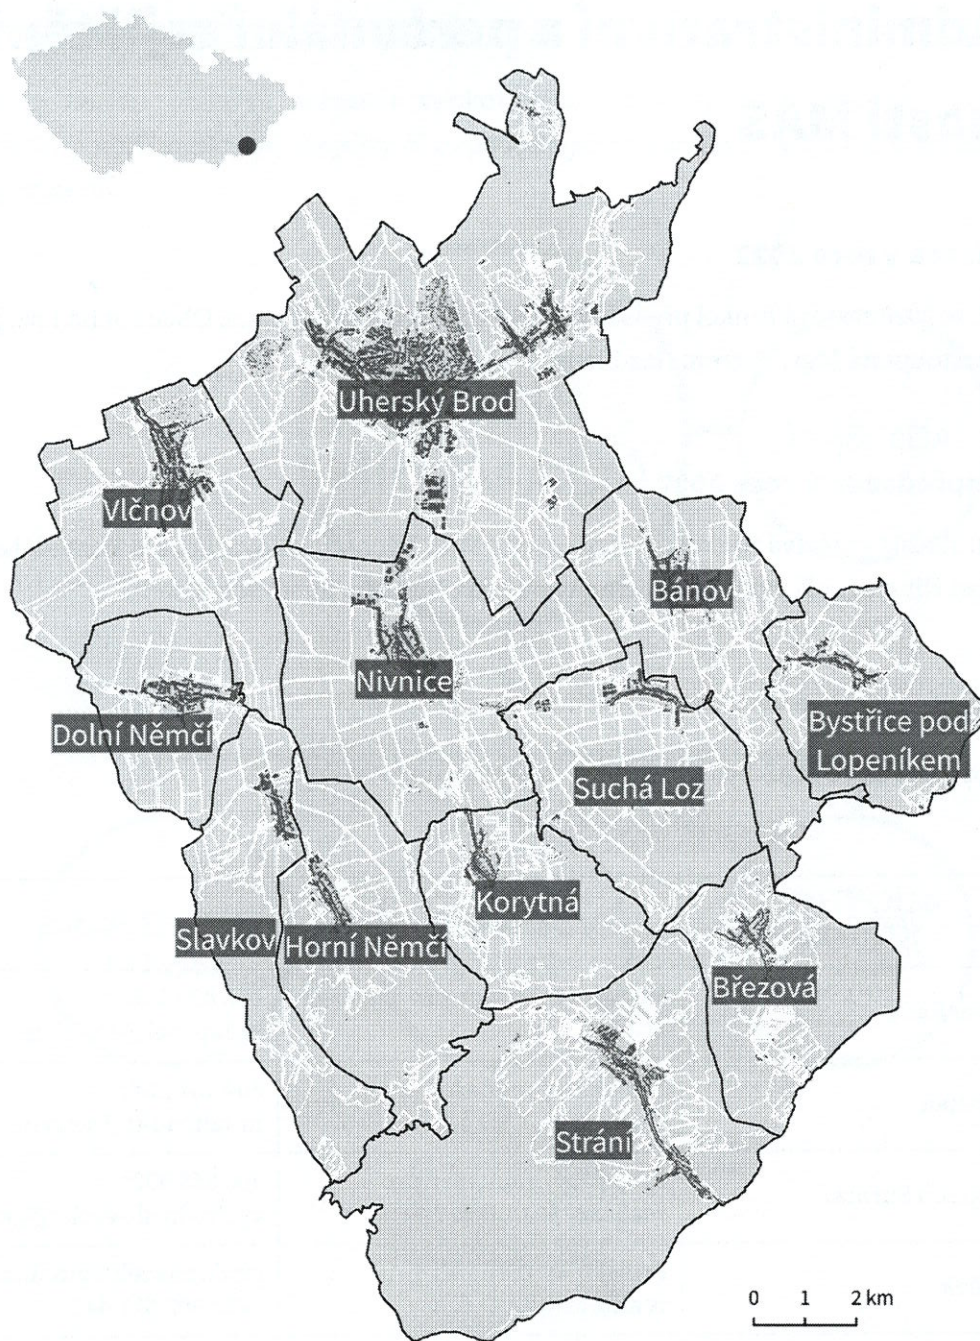 Uherský Brod
Vlčnov
Bánov
Nivnice
Dolní Němčí
Bystřice pod
Lopeníkem
Suchá Loz
Korytná
Slavkov
Horní Němčí
Březová
Strání
0 1 2 km